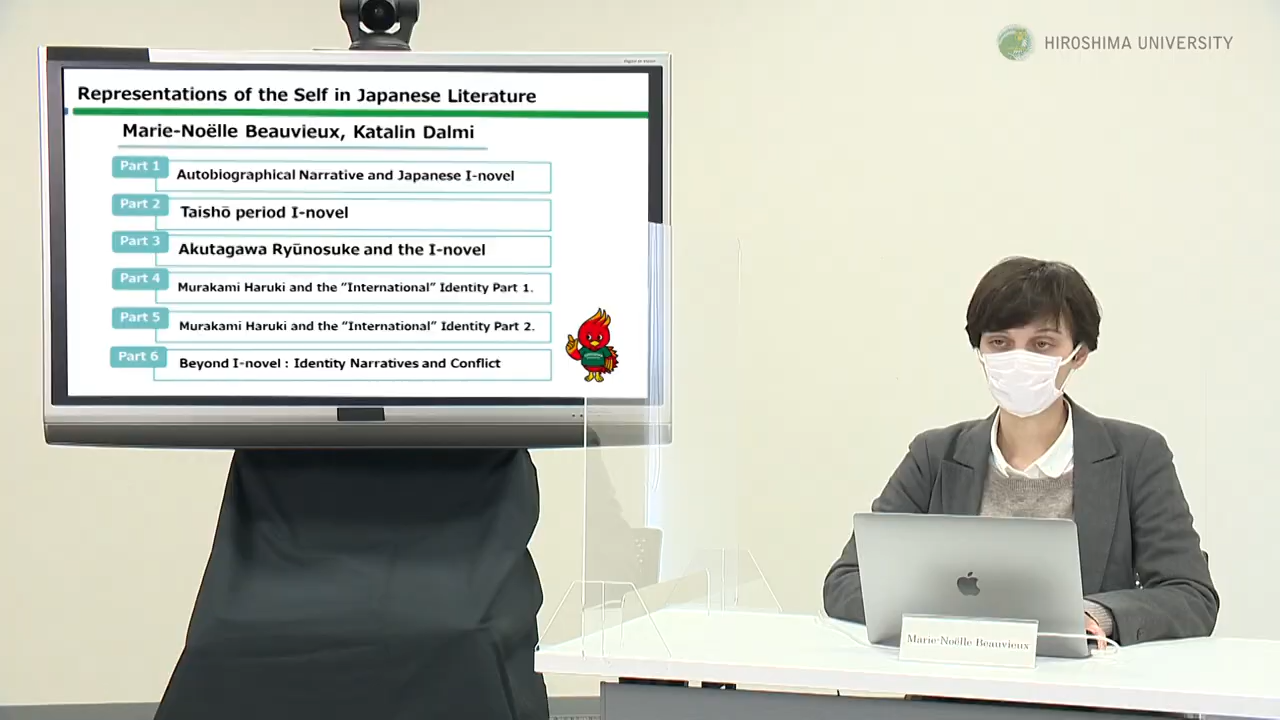 HIROSHIMA UNIVERSITY
Representations of the Self in Japanese Literature
Marie-Noëlle Beauvieux, Katalin Dalmi
Part 1
Autobiographical Narrative and Japanese I-novel
Part 2
Taishō period I-novel
Part 3
Akutagawa Ryūnosuke and the I-novel
Part 4
Murakami Haruki and the “International” Identity Part 1.
Part 5
Murakami Haruki and the “International” Identity Part 2.
Part 6
Beyond I-novel : Identity Narratives and Conflict
Marie-Noëlle Beauvieux